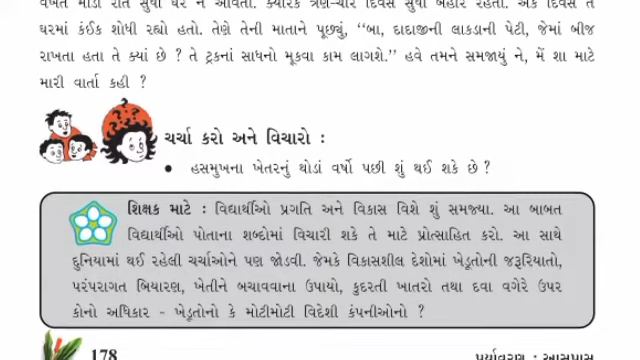 વખત મોડી રાત સુધી ઘર ન આવતો. ક્યારેક ત્રણ-ચાર દિવસ સુધી બહાર રહેતો. એક દિવસ તે
ઘરમાં કંઈક શોધી રહ્યો હતો. તેણે તેની માતાને પૂછ્યું, “બા, દાદાજીની લાકડાની પેટી, જેમાં બીજ
રાખતા હતા તે ક્યાં છે ? તે ટ્રકનાં સાધનો મૂકવા કામ લાગશે.” હવે તમને સમજાયું ને, મેં શા માટે
મારી વાર્તા કહી ?
ચર્ચા કરો અને વિચારો :
• હસમુખના ખેતરનું થોડાં વર્ષો પછી શું થઈ શકે છે ?
શિક્ષક માટે : વિદ્યાર્થીઓ પ્રગતિ અને વિકાસ વિશે શું સમજ્યા. આ બાબત
વિદ્યાર્થીઓ પોતાના શબ્દોમાં વિચારી શકે તે માટે પ્રોત્સાહિત કરો. આ સાથે
દુનિયામાં થઈ રહેલી ચર્ચાઓને પણ જોડવી. જેમકે વિકાસશીલ દેશોમાં ખેડૂતોની જરૂરિયાતો,
પરંપરાગત બિયારણ, ખેતીને બચાવવાના ઉપાયો, કુદરતી ખાતરો તથા દવા વગેરે ઉપર
કોનો અધિકાર - ખેડૂતોનો કે મોટીમોટી વિદેશી કંપનીઓનો ?
178
પર્યાવરણ : આસપાસ